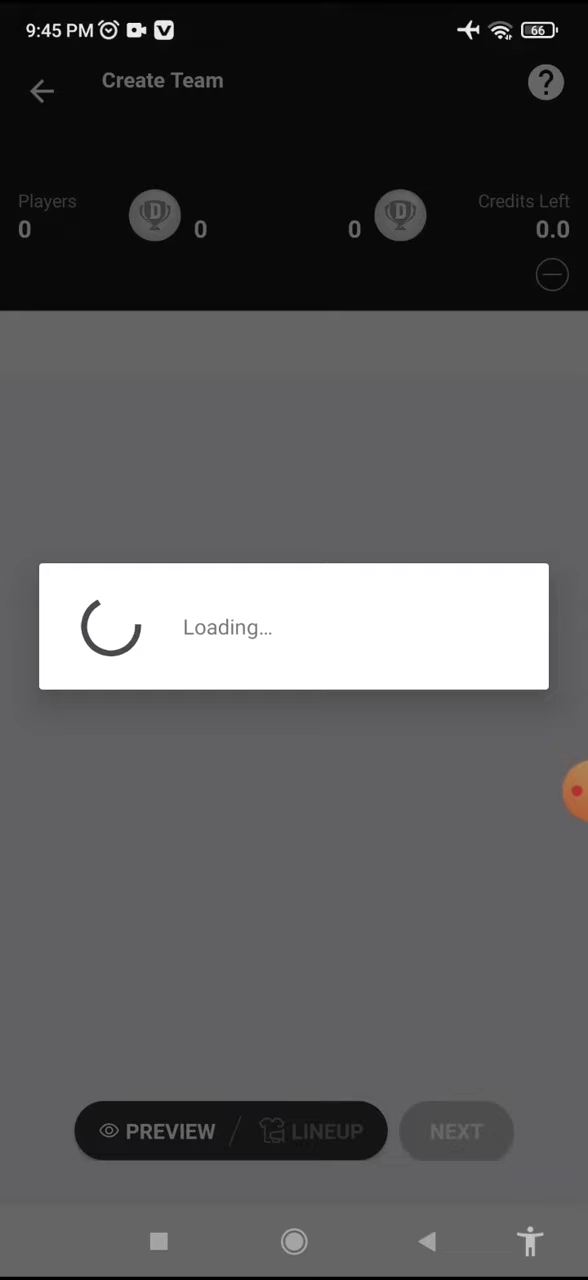 9:45 PM
66
Create Team
?
Players
Credits Left
0
D
0
0
D
0.0
Loading...
PREVIEW / LINEUP
NEXT